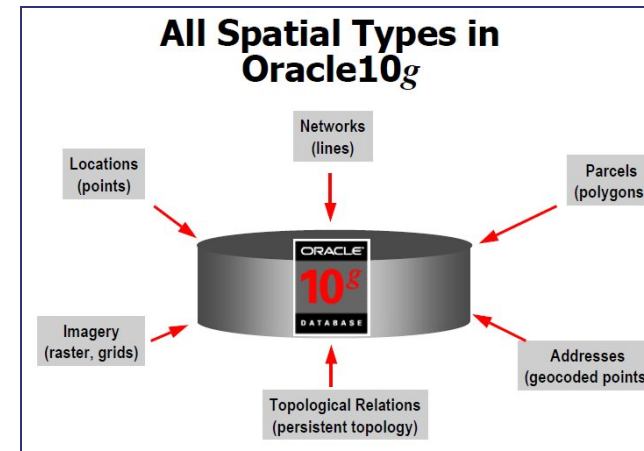 All Spatial Types in
Oracle10g
Networks
(lines)
Locations
(points)
Parcels
(polygons
ORACLE
10g
DATABASE
Imagery
(raster, grids)
Addresses
(geocoded points
Topological Relations
(persistent topology)